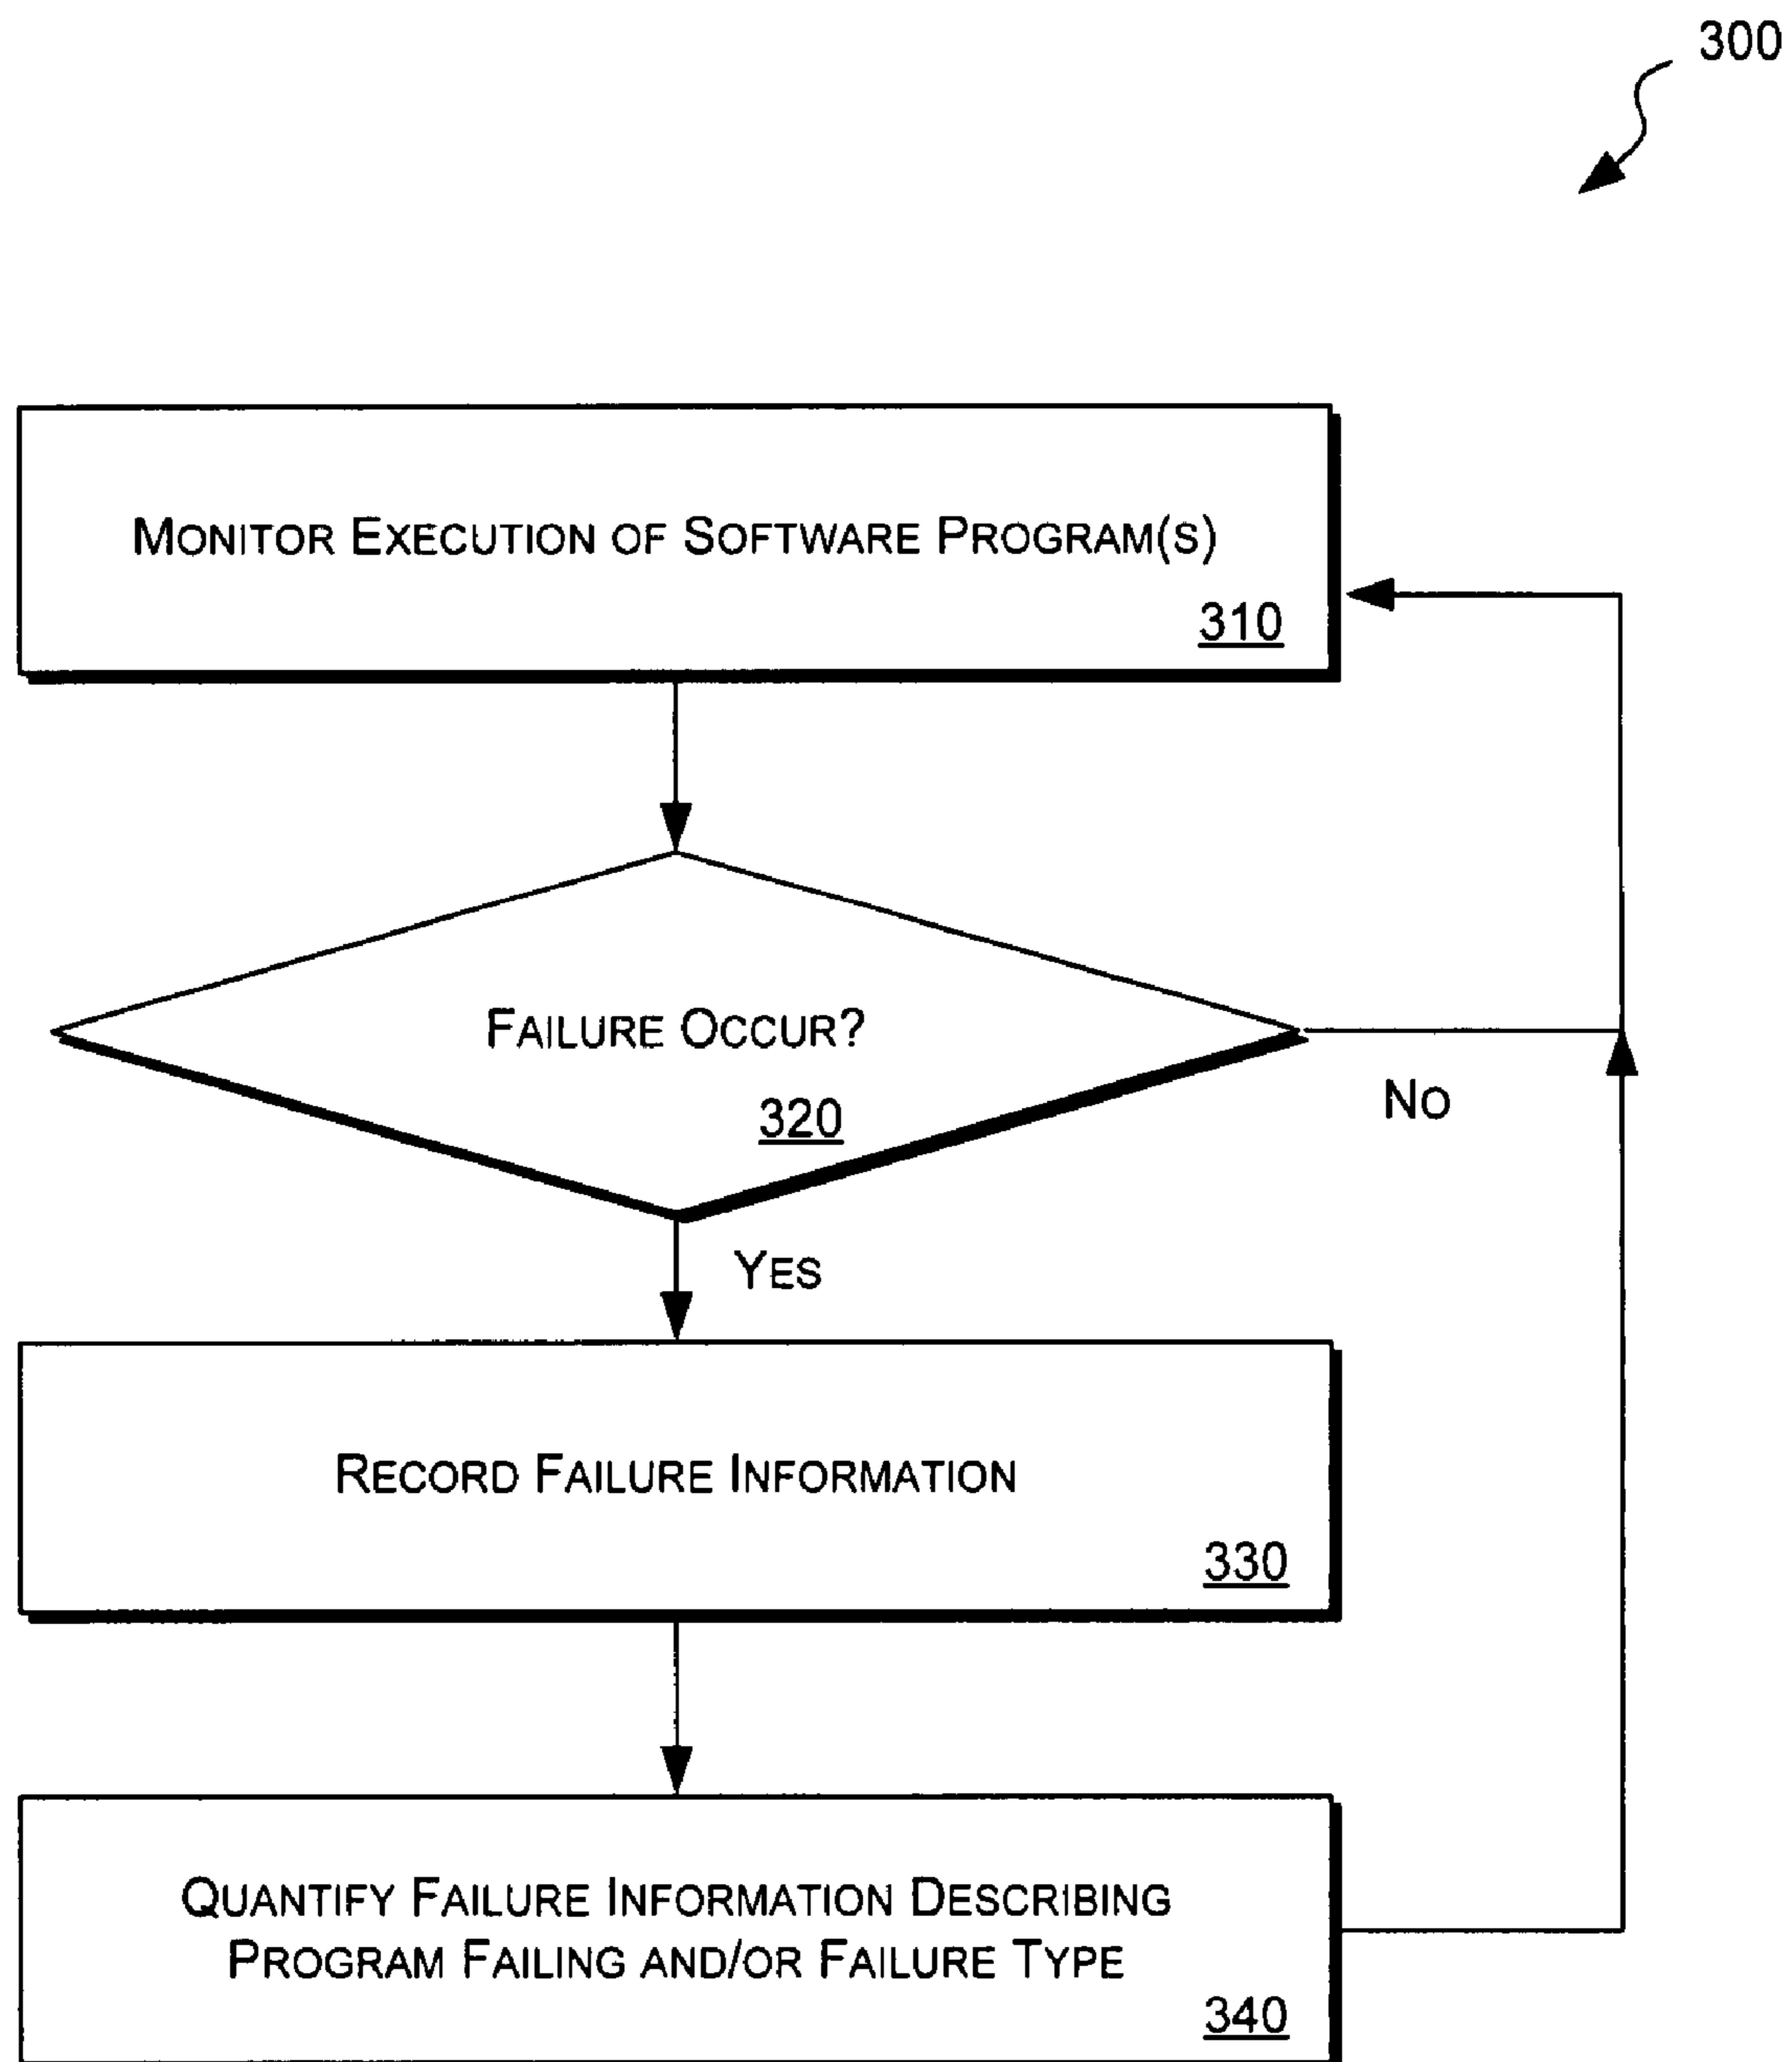 300
MONITOR EXECUTION OF SOFTWARE PROGRAM(S)
310
FAILURE OCCUR?
320
NO
YES
RECORD FAILURE INFORMATION
330
QUANTIFY FAILURE INFORMATION DESCRIBING
PROGRAM FAILING AND/OR FAILURE TYPE
340